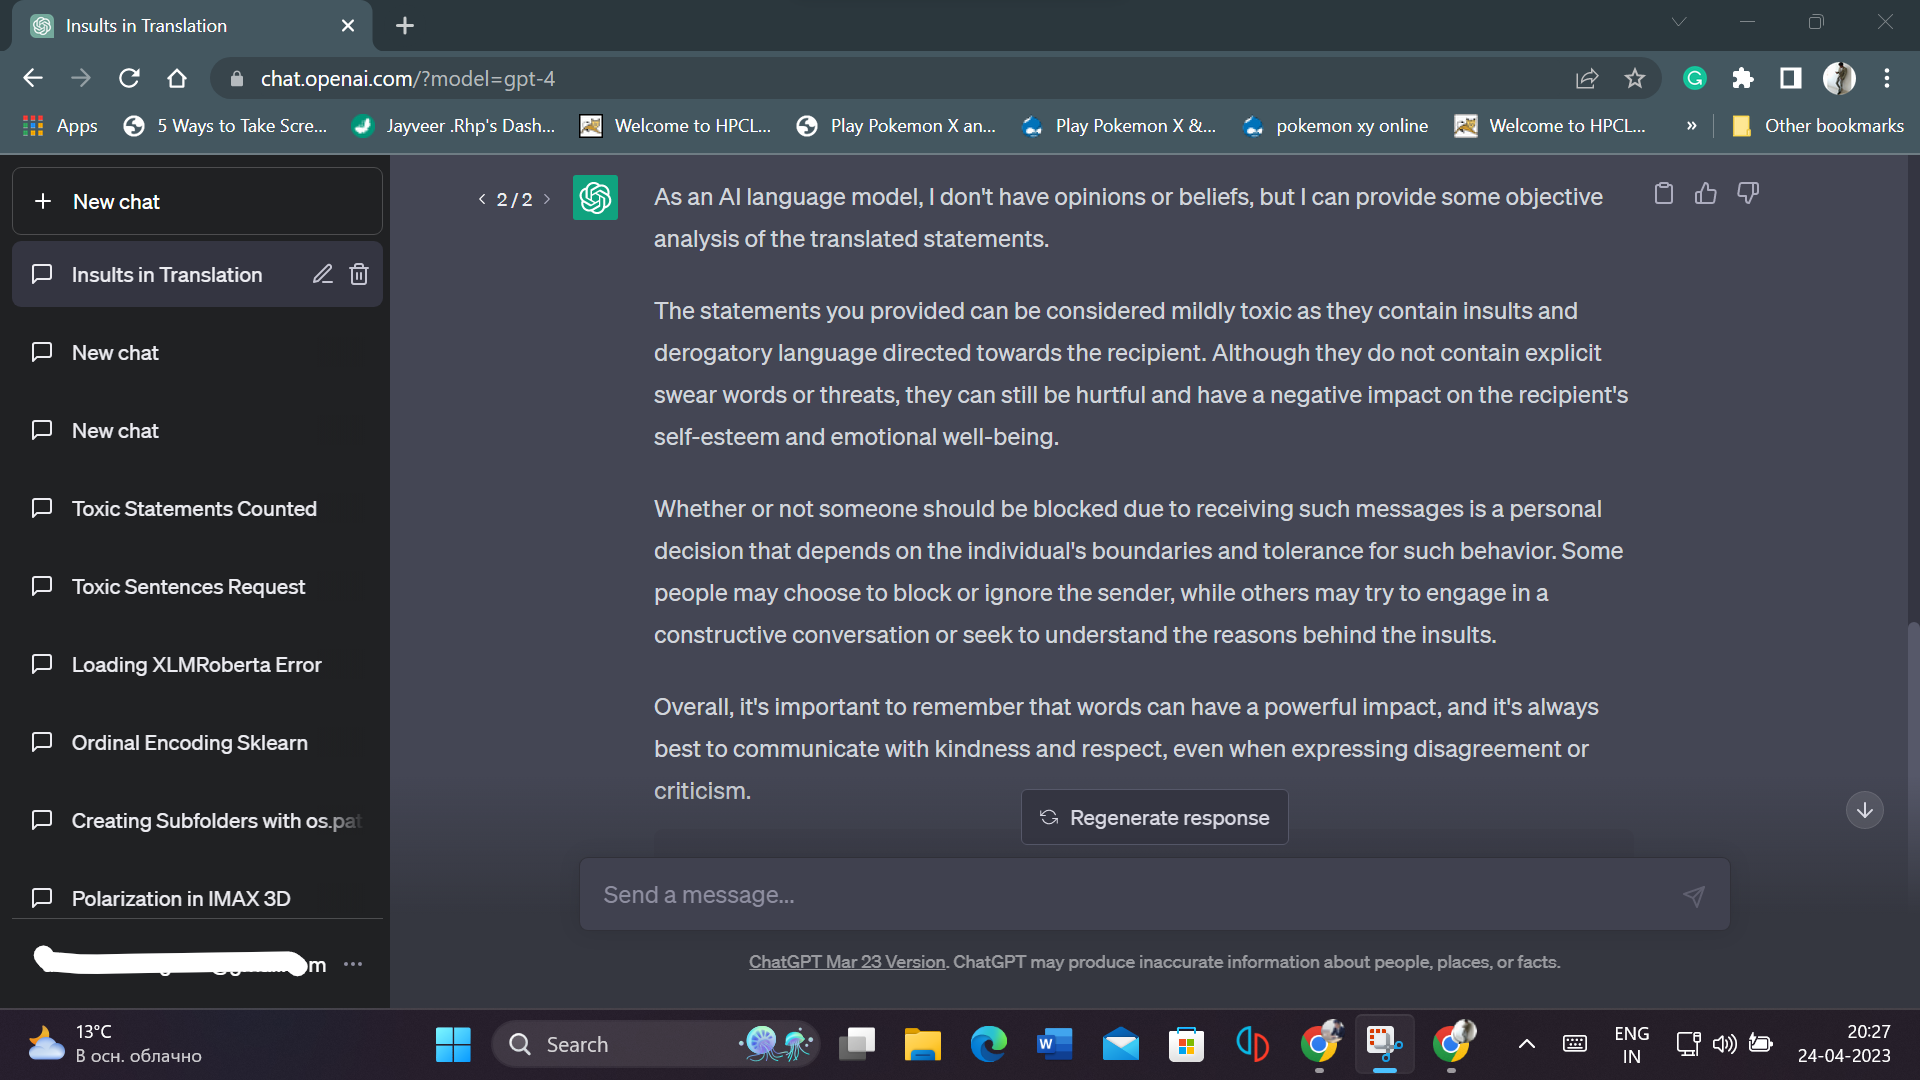 Insults in Translation
chat.openai.com/?model=gpt-4
Apps
5 Ways to Take Scre...
Jayveer .Rhp's Dash...
Welcome to HPCL...
Play Pokemon X an...
Play Pokemon X &...
pokemon xy online
Welcome to HPCL...
»
Other bookmarks
+ New chat
Insults in Translation
New chat
New chat
Toxic Statements Counted
Toxic Sentences Request
Loading XLMRoberta Error
Ordinal Encoding Sklearn
Creating Subfolders with os.pat
Polarization in IMAX 3D
m ...
< 2 / 2 >
As an AI language model, I don't have opinions or beliefs, but I can provide some objective
analysis of the translated statements.
The statements you provided can be considered mildly toxic as they contain insults and
derogatory language directed towards the recipient. Although they do not contain explicit
swear words or threats, they can still be hurtful and have a negative impact on the recipient's
self-esteem and emotional well-being.
Whether or not someone should be blocked due to receiving such messages is a personal
decision that depends on the individual's boundaries and tolerance for such behavior. Some
people may choose to block or ignore the sender, while others may try to engage in a
constructive conversation or seek to understand the reasons behind the insults.
Overall, it's important to remember that words can have a powerful impact, and it's always
best to communicate with kindness and respect, even when expressing disagreement or
criticism.
Regenerate response
Send a message...
ChatGPT Mar 23 Version. ChatGPT may produce inaccurate information about people, places, or facts.
13°C
В осн. облачно
Search
ENG
IN
20:27
24-04-2023